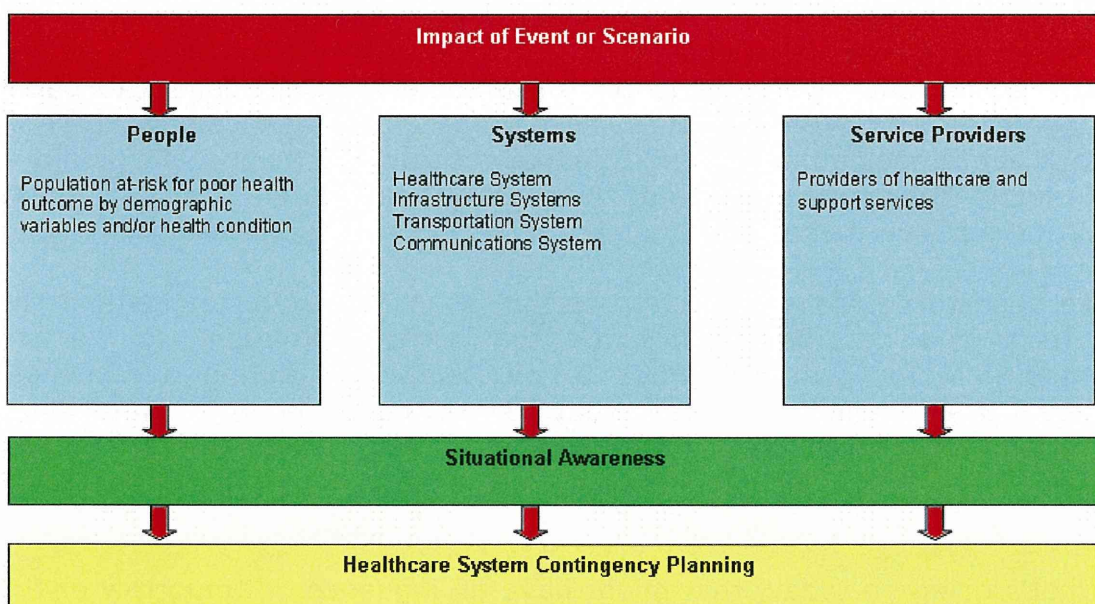 Impact of Event or Scenario
People
Population at-risk for poor health
outcome by demographic
variables and/or health condition
Systems
Healthcare System
Infrastructure Systems
Transportation System
Communications System
Service Providers
Providers of healthcare and
support services
Situational Awareness
Healthcare System Contingency Planning